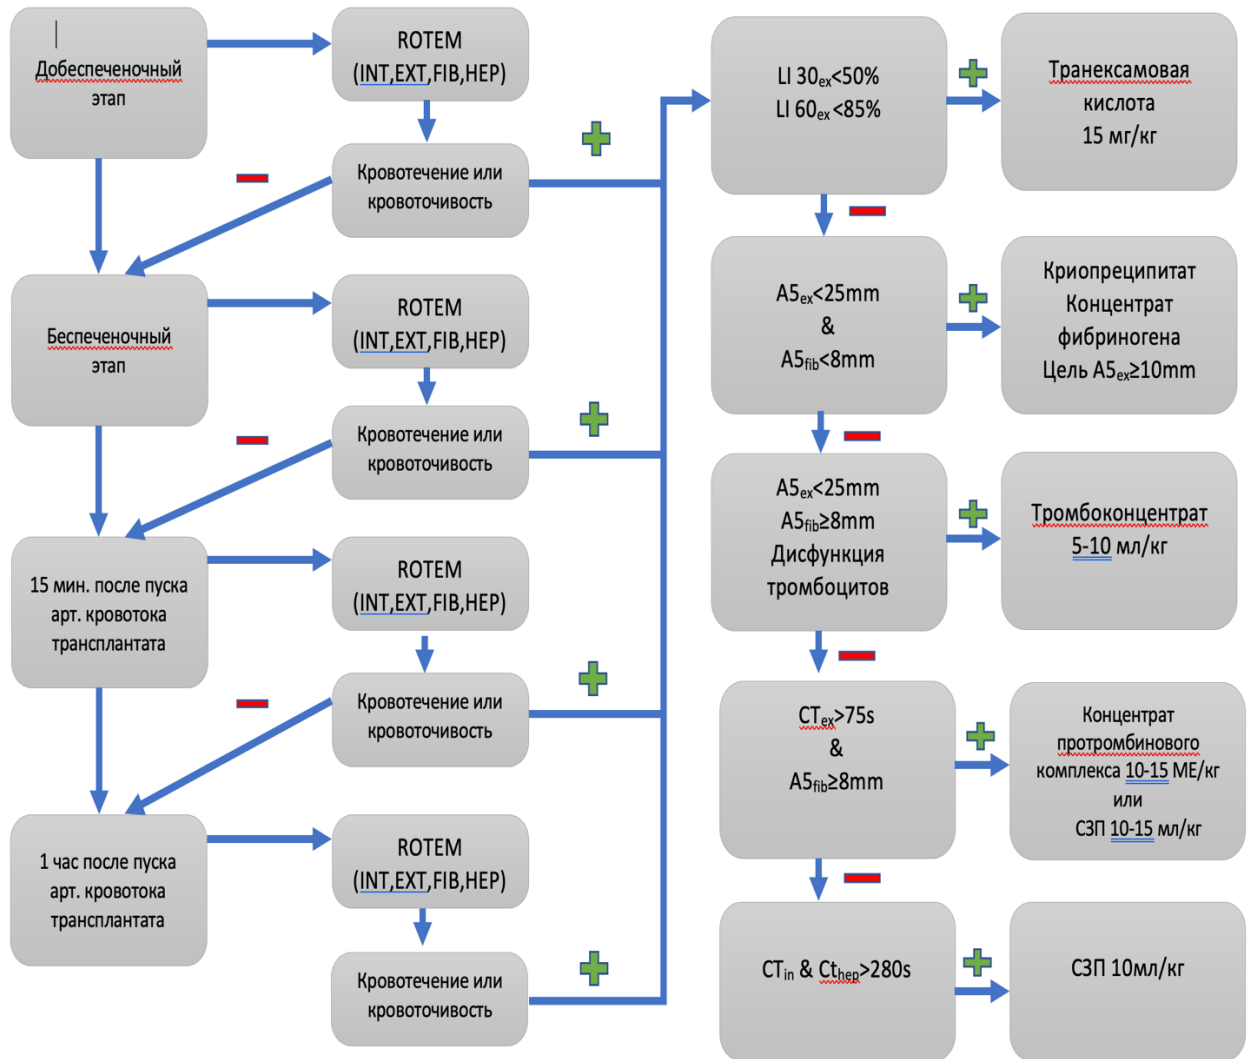 Добеспеченочный
этап
ROTEM
(INT,EXT,FIB,HEP)
Кровотечение или
кровоточивость
Беспеченочный
этап
ROTEM
(INT,EXT,FIB,HEP)
Кровотечение или
кровоточивость
15 мин. после пуска
арт. кровотока
трансплантата
ROTEM
(INT,EXT,FIB,HEP)
Кровотечение или
кровоточивость
1 час после пуска
арт. кровотока
трансплантата
ROTEM
(INT,EXT,FIB,HEP)
Кровотечение или
кровоточивость
LI 30ex<50%
LI 60ex<85%
Транексамовая
кислота
15 мг/кг
A5ex<25mm
&
A5fib<8mm
Криопреципитат
Концентрат
фибриногена
Цель A5ex≥10mm
A5ex<25mm
A5fib≥8mm
Дисфункция
тромбоцитов
Тромбоконцентрат
5-10 мл/кг
CTex>75s
&
A5fib≥8mm
Концентрат
протромбинового
комплекса 10-15 МЕ/кг
или
СЗП 10-15 мл/кг
CTin & Cthep>280s
СЗП 10мл/кг